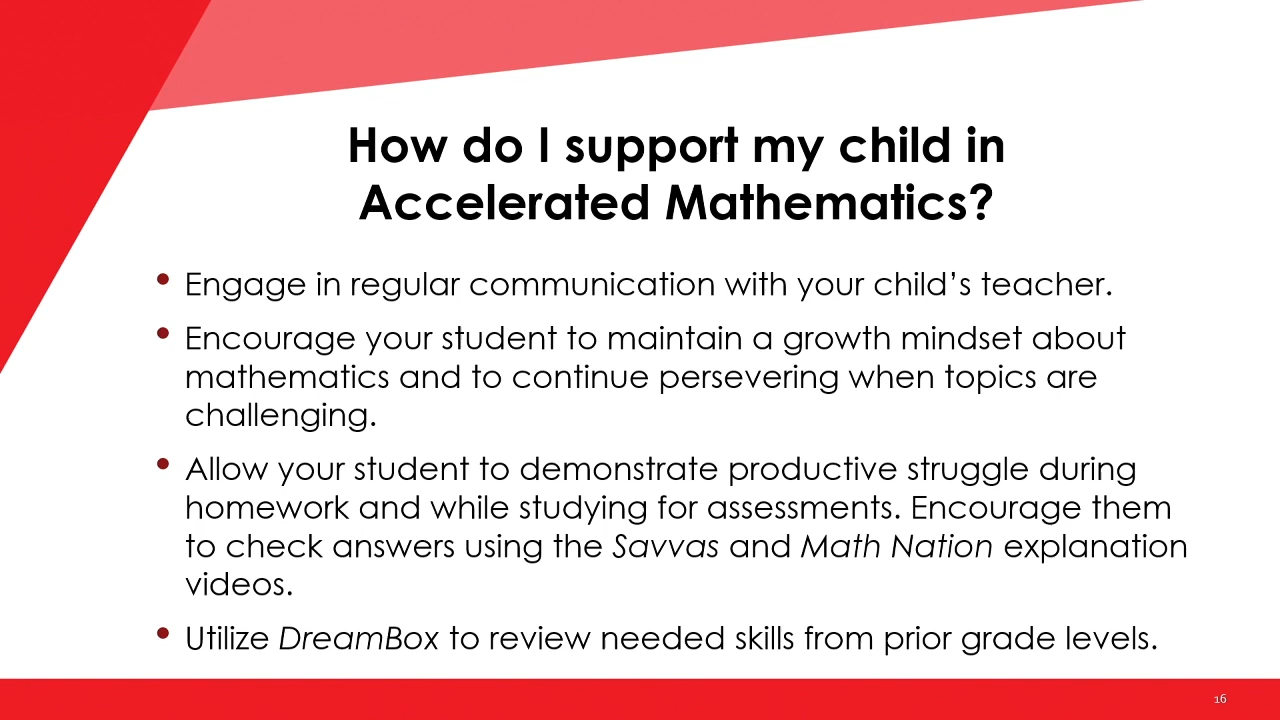 How do I support my child in
Accelerated Mathematics?
• Engage in regular communication with your child’s teacher.
• Encourage your student to maintain a growth mindset about
mathematics and to continue persevering when topics are
challenging.
• Allow your student to demonstrate productive struggle during
homework and while studying for assessments. Encourage them
to check answers using the Savvas and Math Nation explanation
videos.
• Utilize DreamBox to review needed skills from prior grade levels.
16